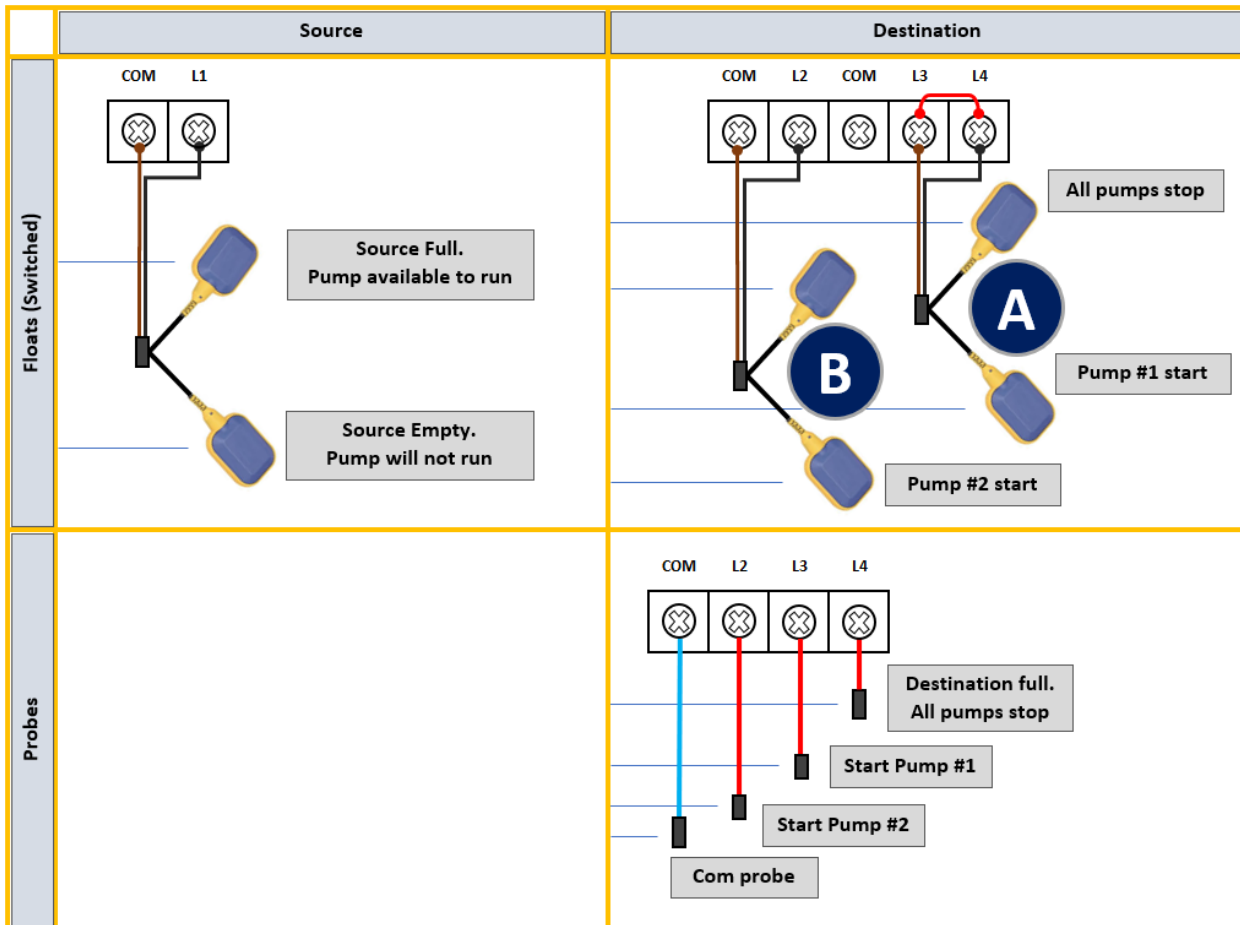 Source
Destination
Floats (Switched)
COM L1
COM L2 COM L3 L4
Source Full.
Pump available to run
Source Empty.
Pump will not run
All pumps stop
A
Pump #1 start
B
Pump #2 start
Probes
COM L2 L3 L4
Destination full.
All pumps stop
Start Pump #1
Start Pump #2
Com probe